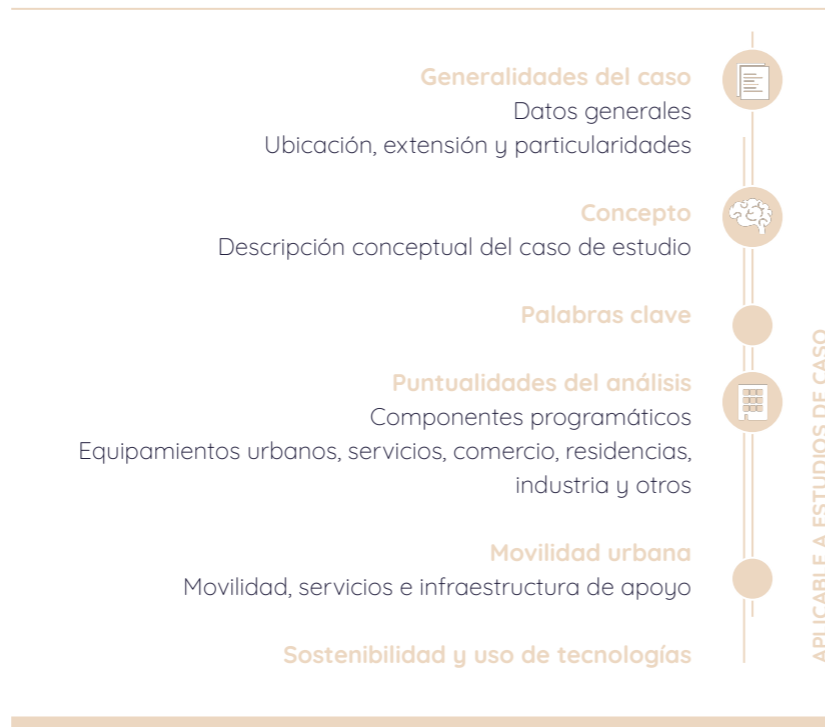 Generalidades del caso
Datos generales
Ubicación, extensión y particularidades
Concepto
Descripción conceptual del caso de estudio
Palabras clave
Puntualidades del análisis
Componentes programáticos
Equipamientos urbanos, servicios, comercio, residencias,
industria y otros
Movilidad urbana
Movilidad, servicios e infraestructura de apoyo
Sostenibilidad y uso de tecnologías
APLICABLE A ESTUDIOS DE CASO